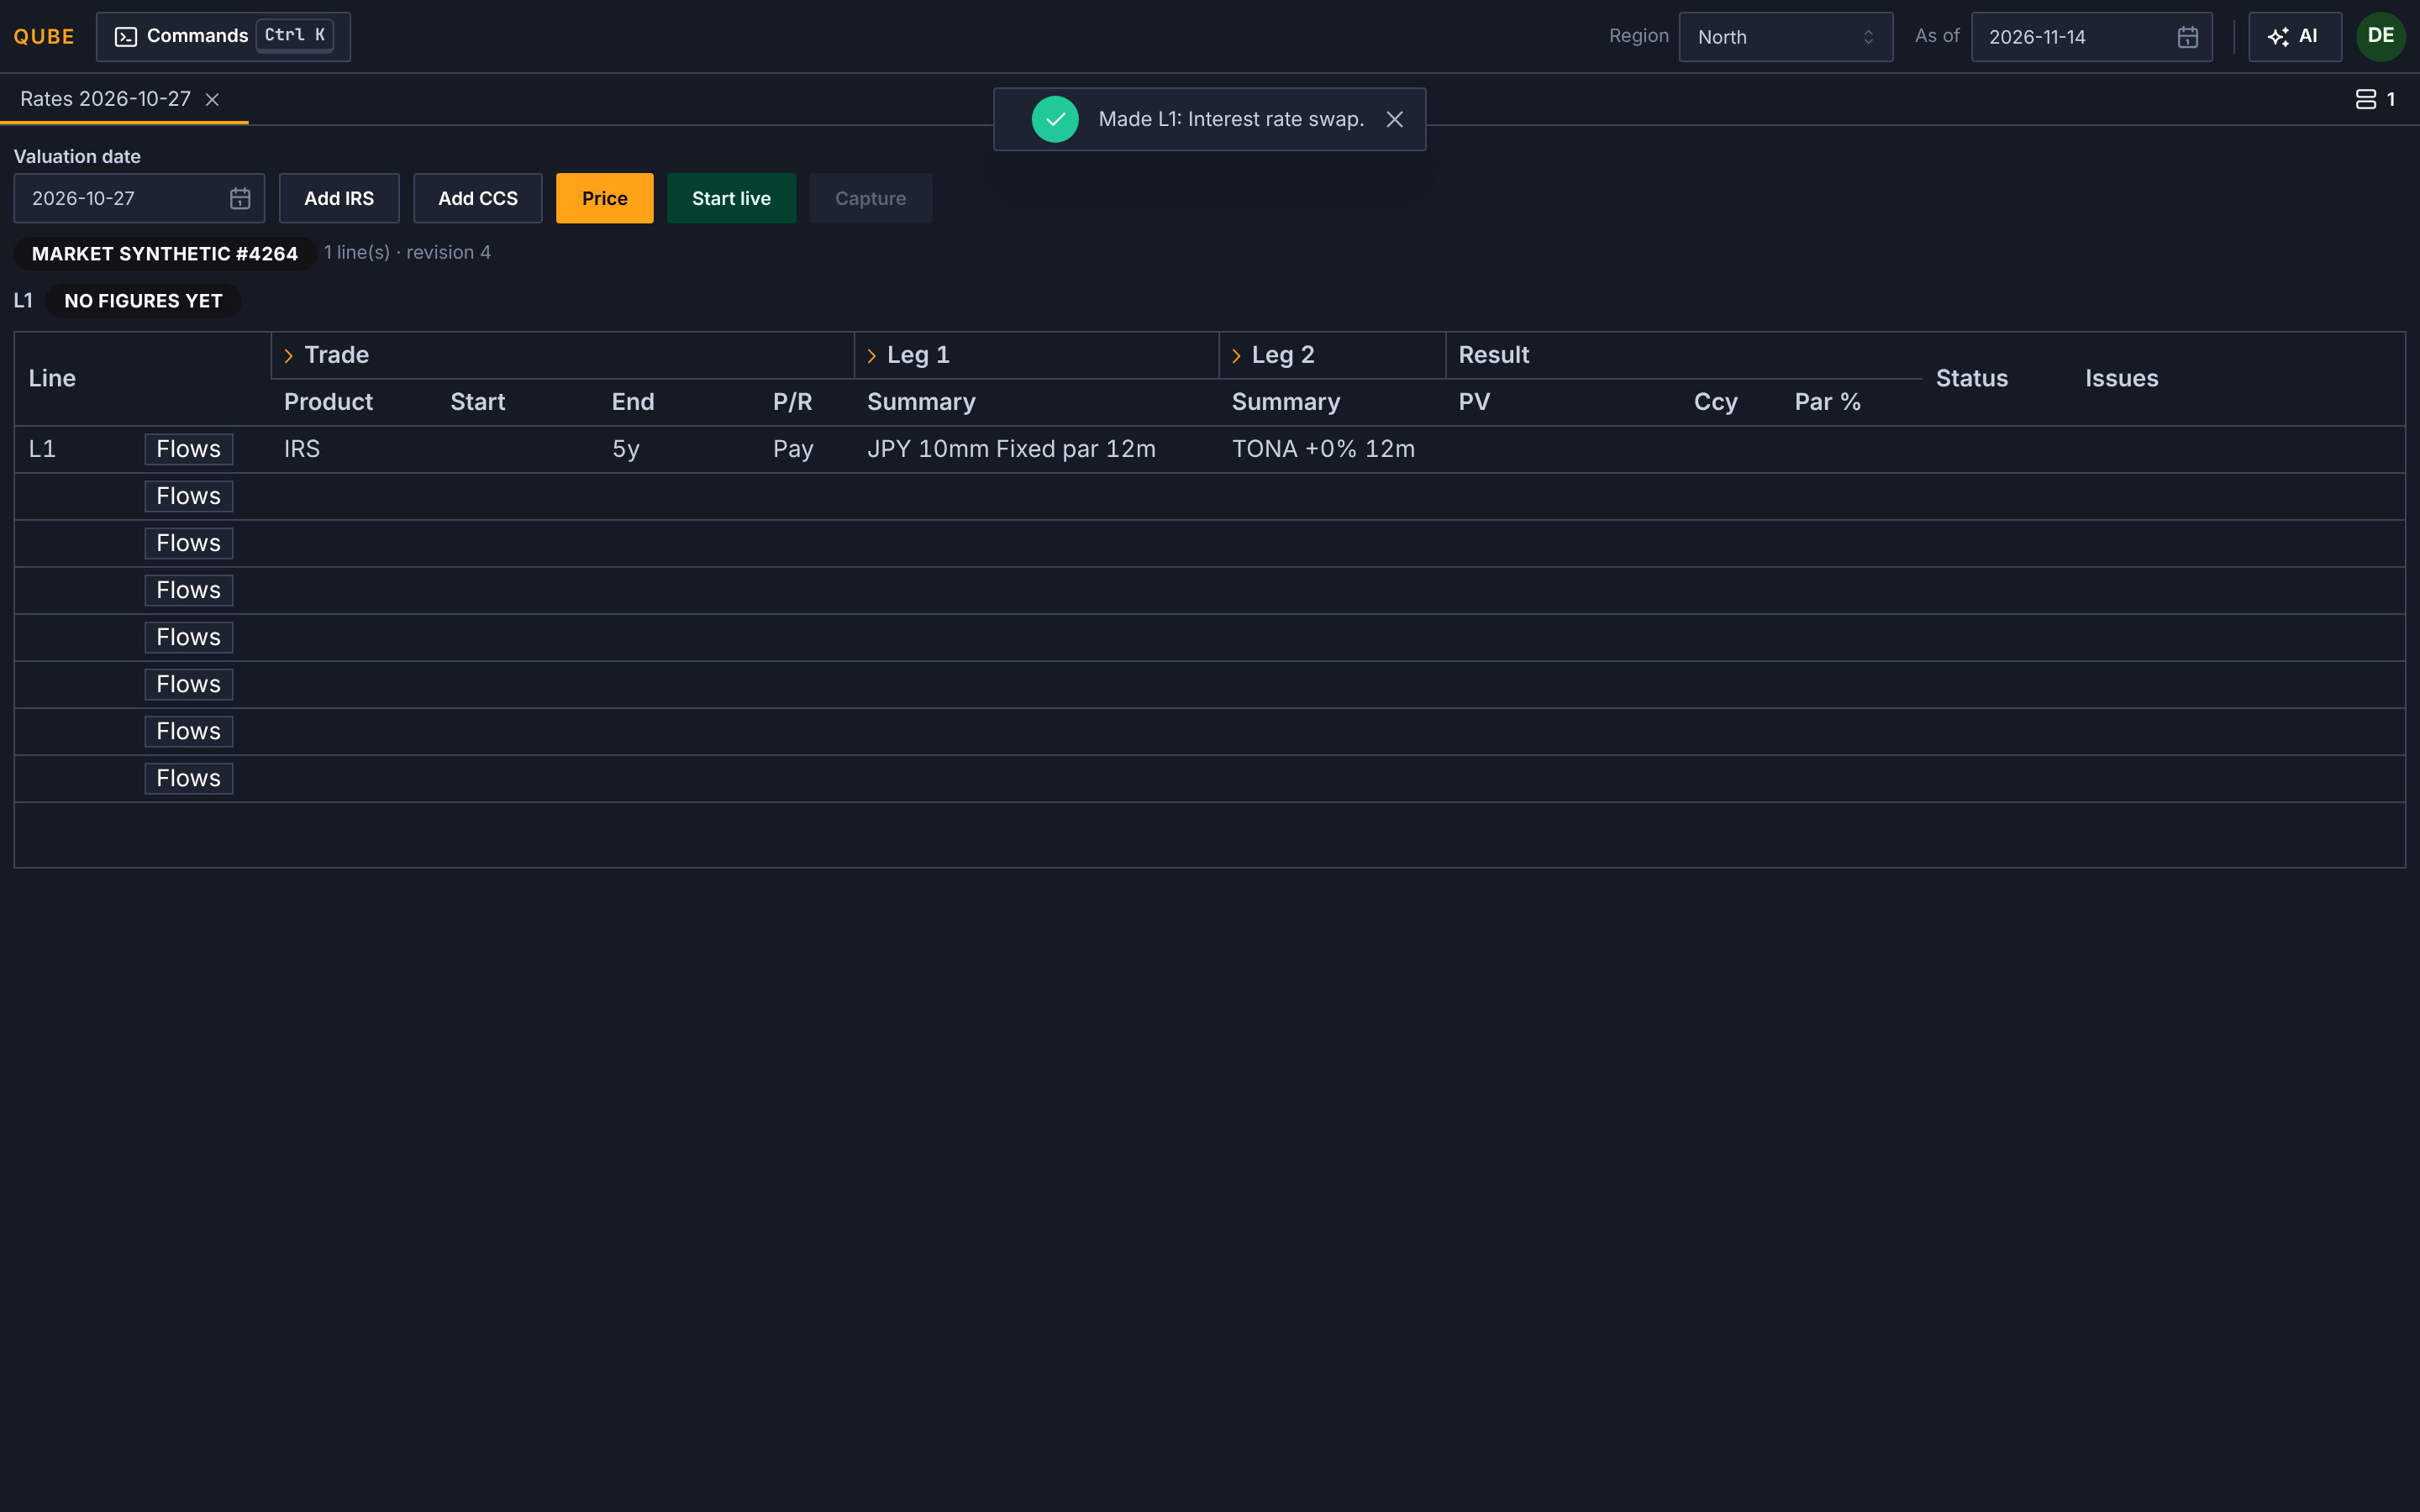 QUBE Commands Ctrl K Region North As of 2026-11-14 AI DE
Rates 2026-10-27 1
Made L1: Interest rate swap.
Valuation date
2026-10-27 Add IRS Add CCS Price Start live Capture
MARKET SYNTHETIC #4264 1 line(s) · revision 4
L1 NO FIGURES YET
Line Trade Leg 1 Leg 2 Result Status Issues
Product Start End P/R Summary Summary PV Ccy Par %
L1 Flows IRS 5y Pay JPY 10mm Fixed par 12m TONA +0% 12m
Flows
Flows
Flows
Flows
Flows
Flows
Flows